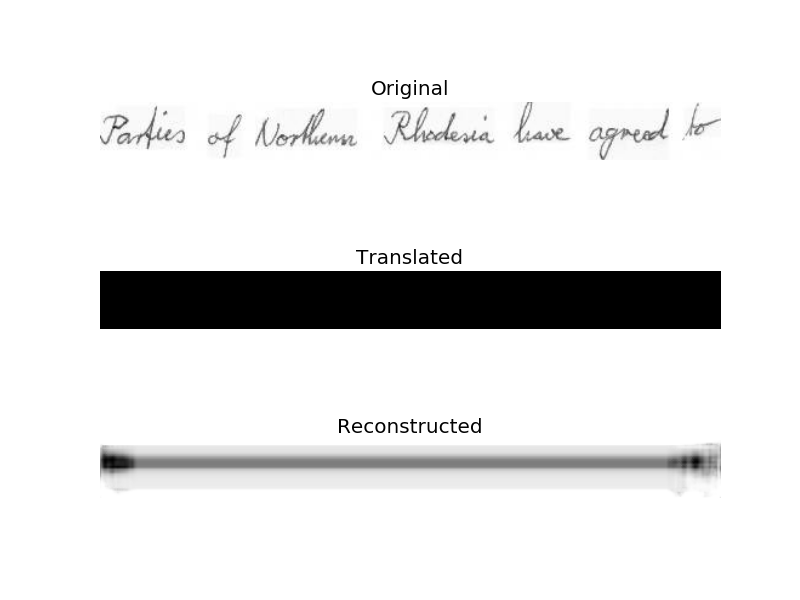 Original
Parties of Northern Rhodesia have agreed to
Translated
Reconstructed